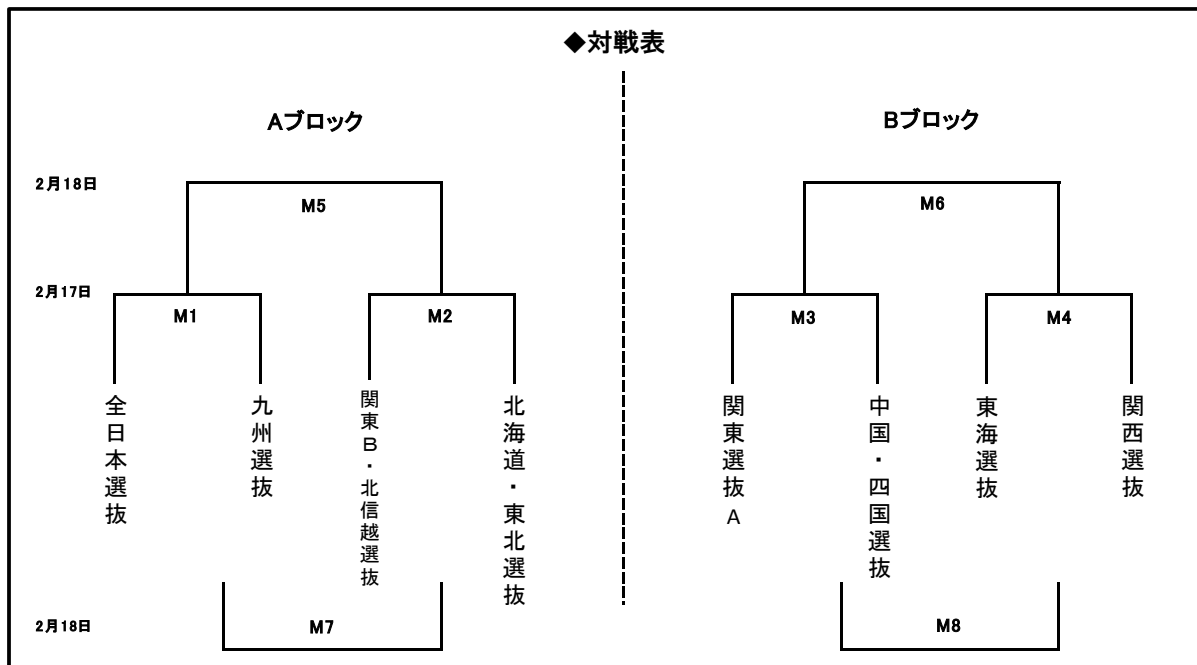 ◆対戦表
Aブロック
Bブロック
2月18日
M5
M6
2月17日
M1
M2
M3
M4
全日本選抜
九州選抜
関東B・北信越選抜
北海道・東北選抜
関東選抜A
中国・四国選抜
東海選抜
関西選抜
2月18日
M7
M8